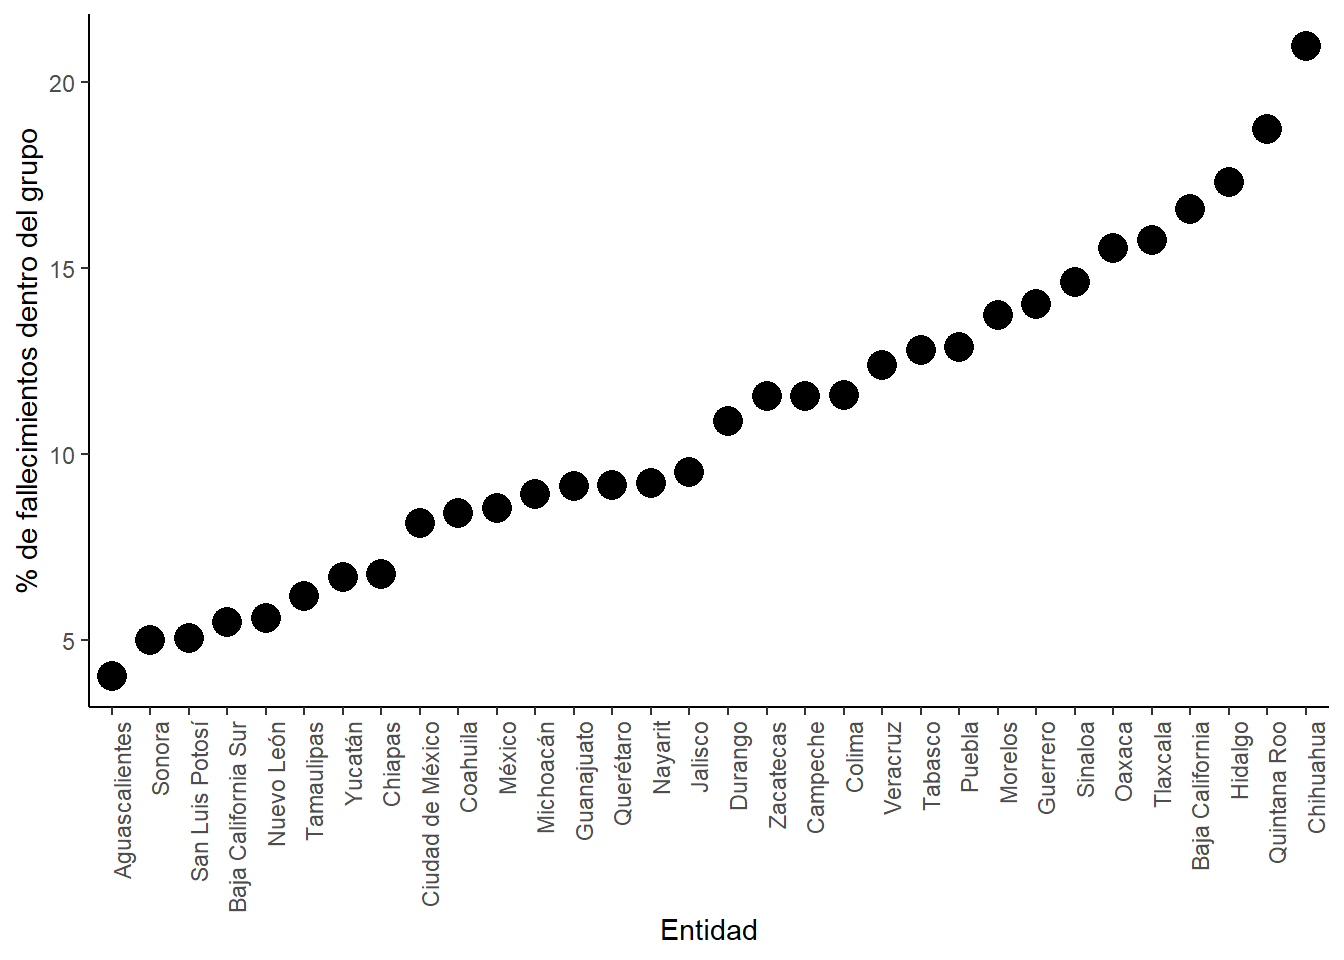 % de fallecimientos dentro del grupo
20
15
10
5
Aguascalientes
Sonora
San Luis Potosí
Baja California Sur
Nuevo León
Tamaulipas
Yucatán
Chiapas
Ciudad de México
Coahuila
México
Michoacán
Guanajuato
Querétaro
Nayarit
Jalisco
Durango
Zacatecas
Campeche
Colima
Veracruz
Tabasco
Puebla
Morelos
Guerrero
Sinaloa
Oaxaca
Tlaxcala
Baja California
Hidalgo
Quintana Roo
Chihuahua
Entidad